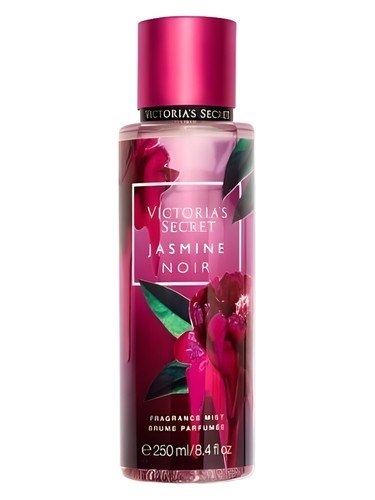 VICTORIA'S SECRET
VICTORIA'S
SECRET
JASMINE
NOIR
FRAGRANCE MIST
BRUME PARFUMÉE
℮250 ml/8.4 fl oz